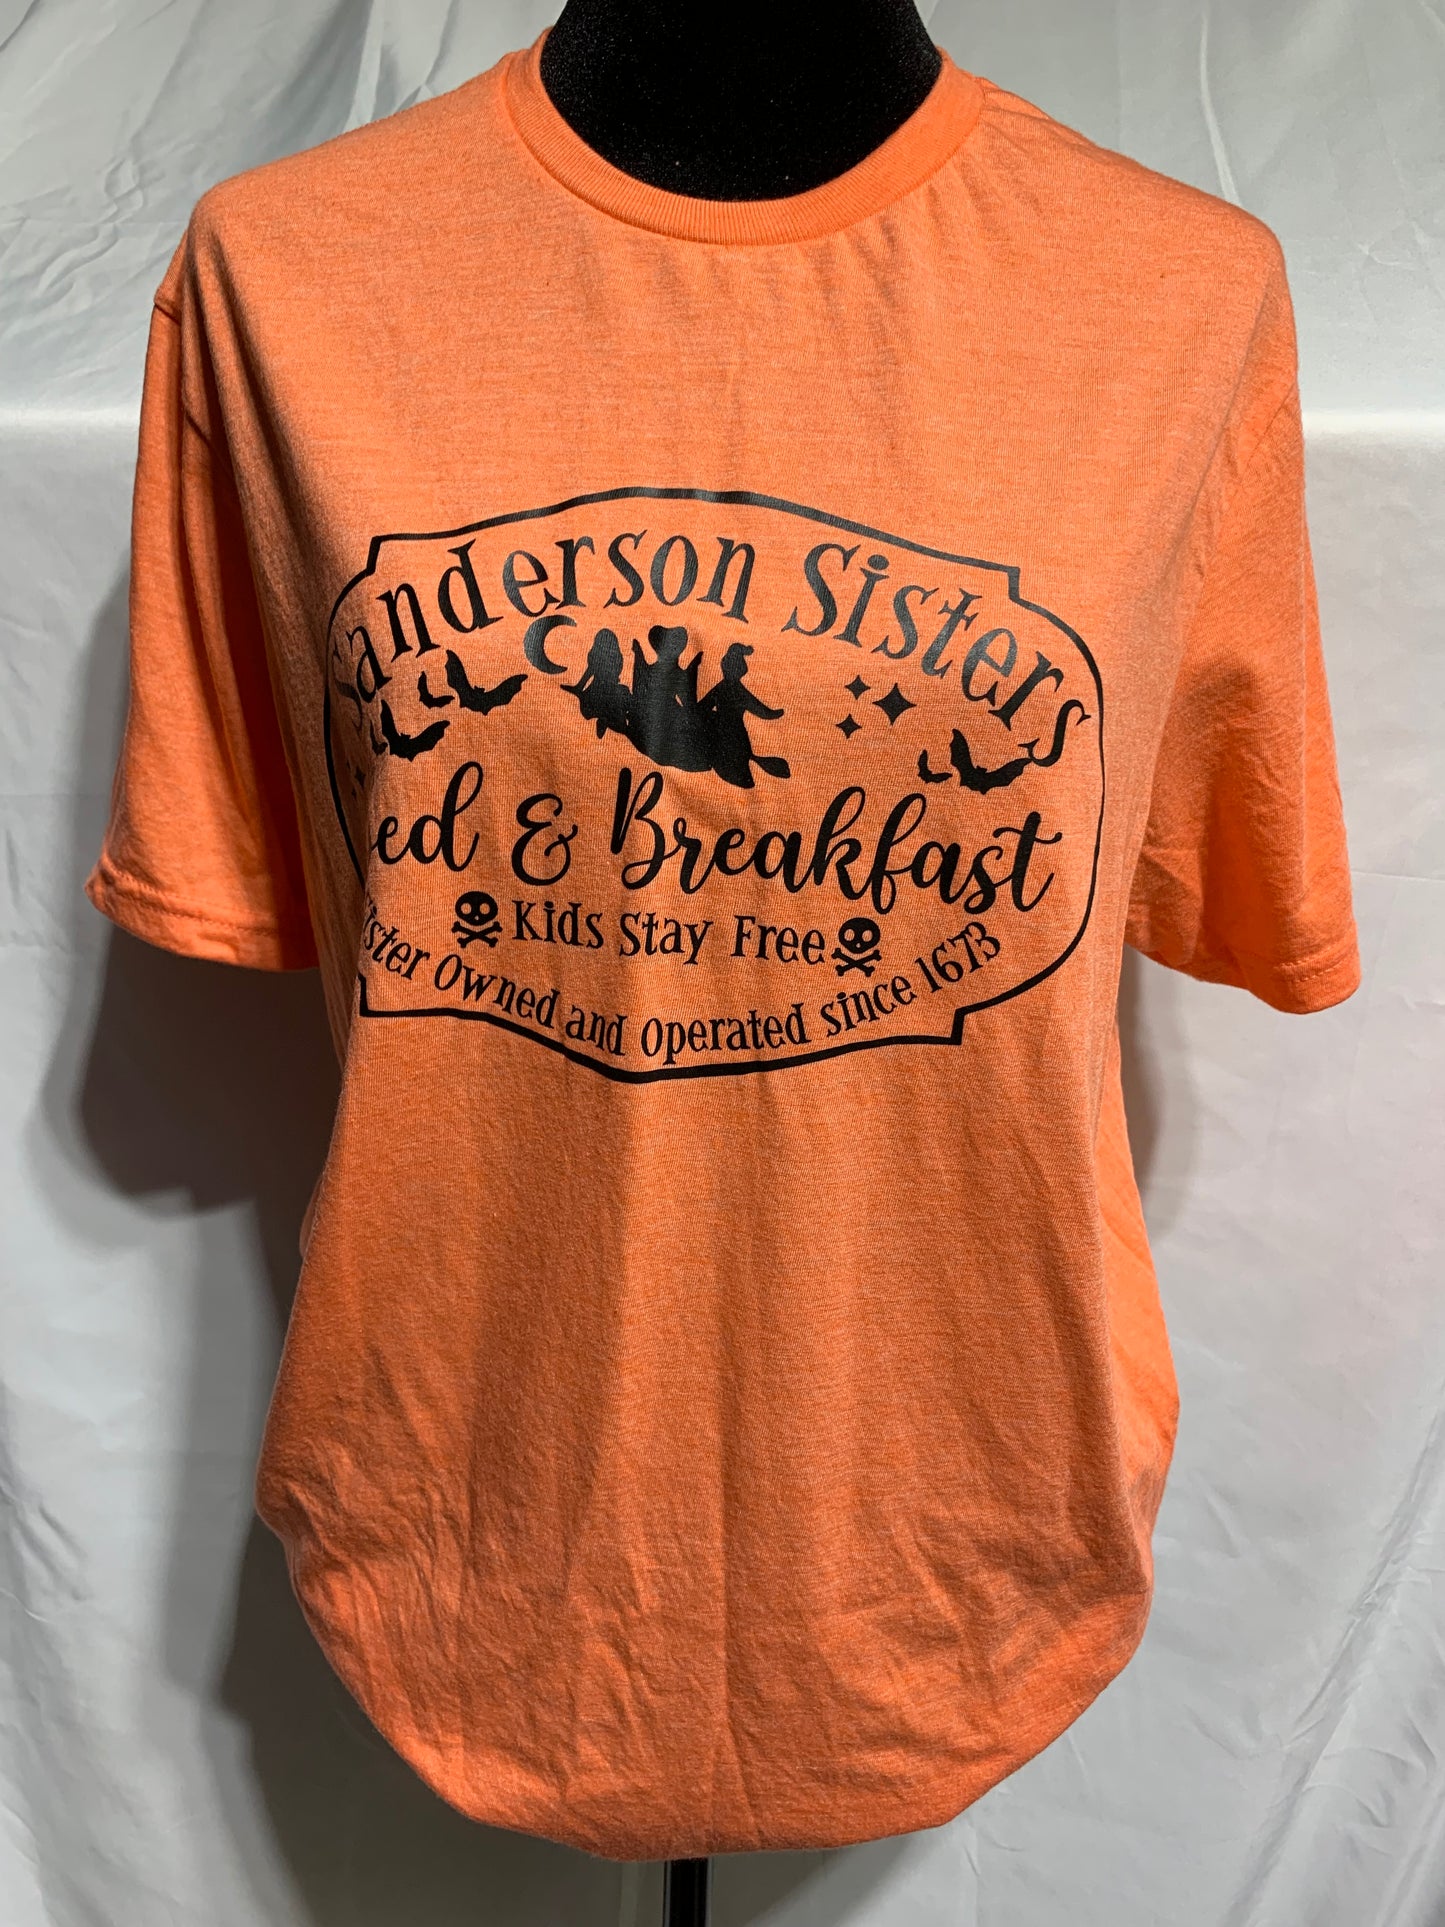 Sanderson Sisters
Bed & Breakfast
Kids Stay Free
Sister Owned and Operated since 1673